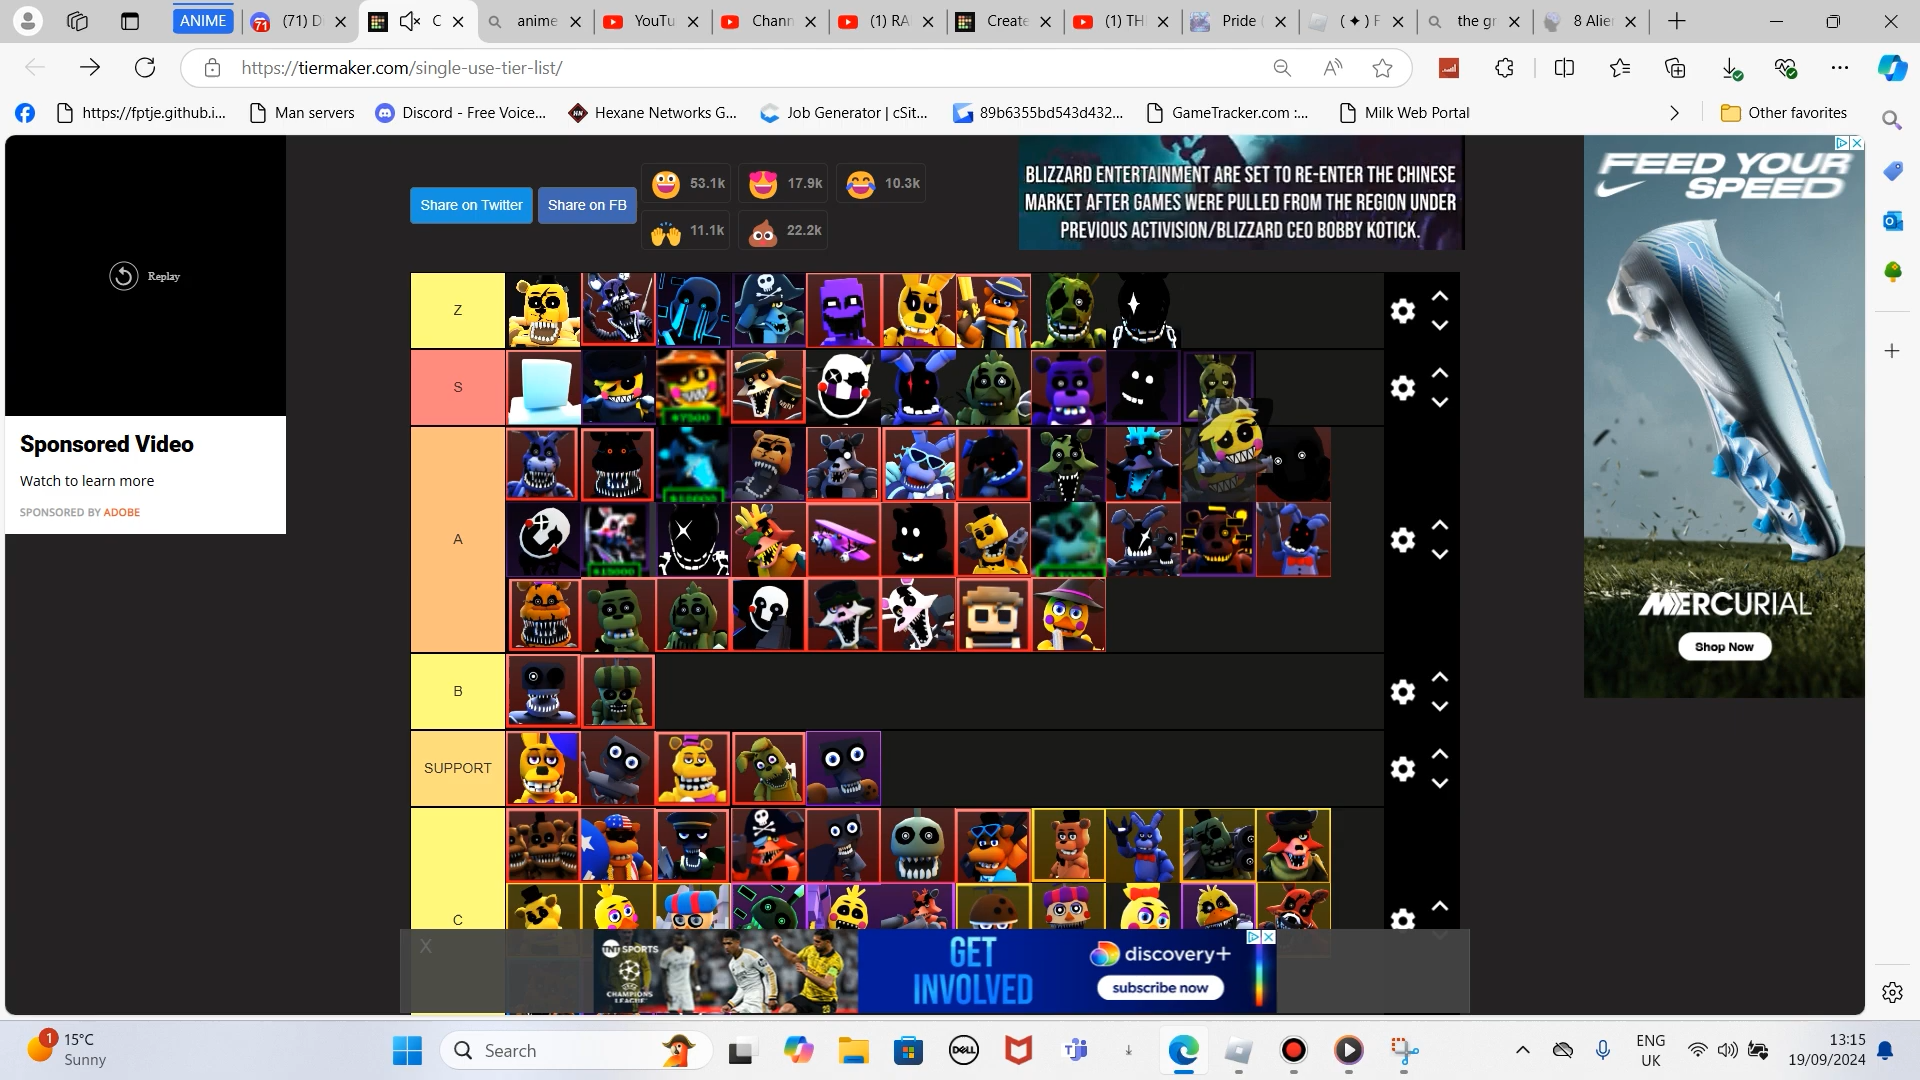 ANIME
71
(71) D
C
anime
YouTu
Chann
(1) RA
Create
(1) TH
Pride (
( ✦ ) F
the gr
8 Alie
https://tiermaker.com/single-use-tier-list/
https://fptje.github.i...
Man servers
Discord - Free Voice...
Hexane Networks G...
Job Generator | cSit...
89b6355bd543d432...
GameTracker.com :...
Milk Web Portal
Other favorites
Replay
Sponsored Video
Watch to learn more
SPONSORED BY ADOBE
Share on Twitter
Share on FB
53.1k
17.9k
10.3k
11.1k
22.2k
BLIZZARD ENTERTAINMENT ARE SET TO RE-ENTER THE CHINESE
MARKET AFTER GAMES WERE PULLED FROM THE REGION UNDER
PREVIOUS ACTIVISION/BLIZZARD CEO BOBBY KOTICK.
FEED YOUR
SPEED
MERCURIAL
Shop Now
Z
S
A
B
SUPPORT
C
X
TNT SPORTS
CHAMPIONS
LEAGUE
GET
INVOLVED
discovery+
subscribe now
1
15°C
Sunny
Search
DELL
ENG
UK
13:15
19/09/2024